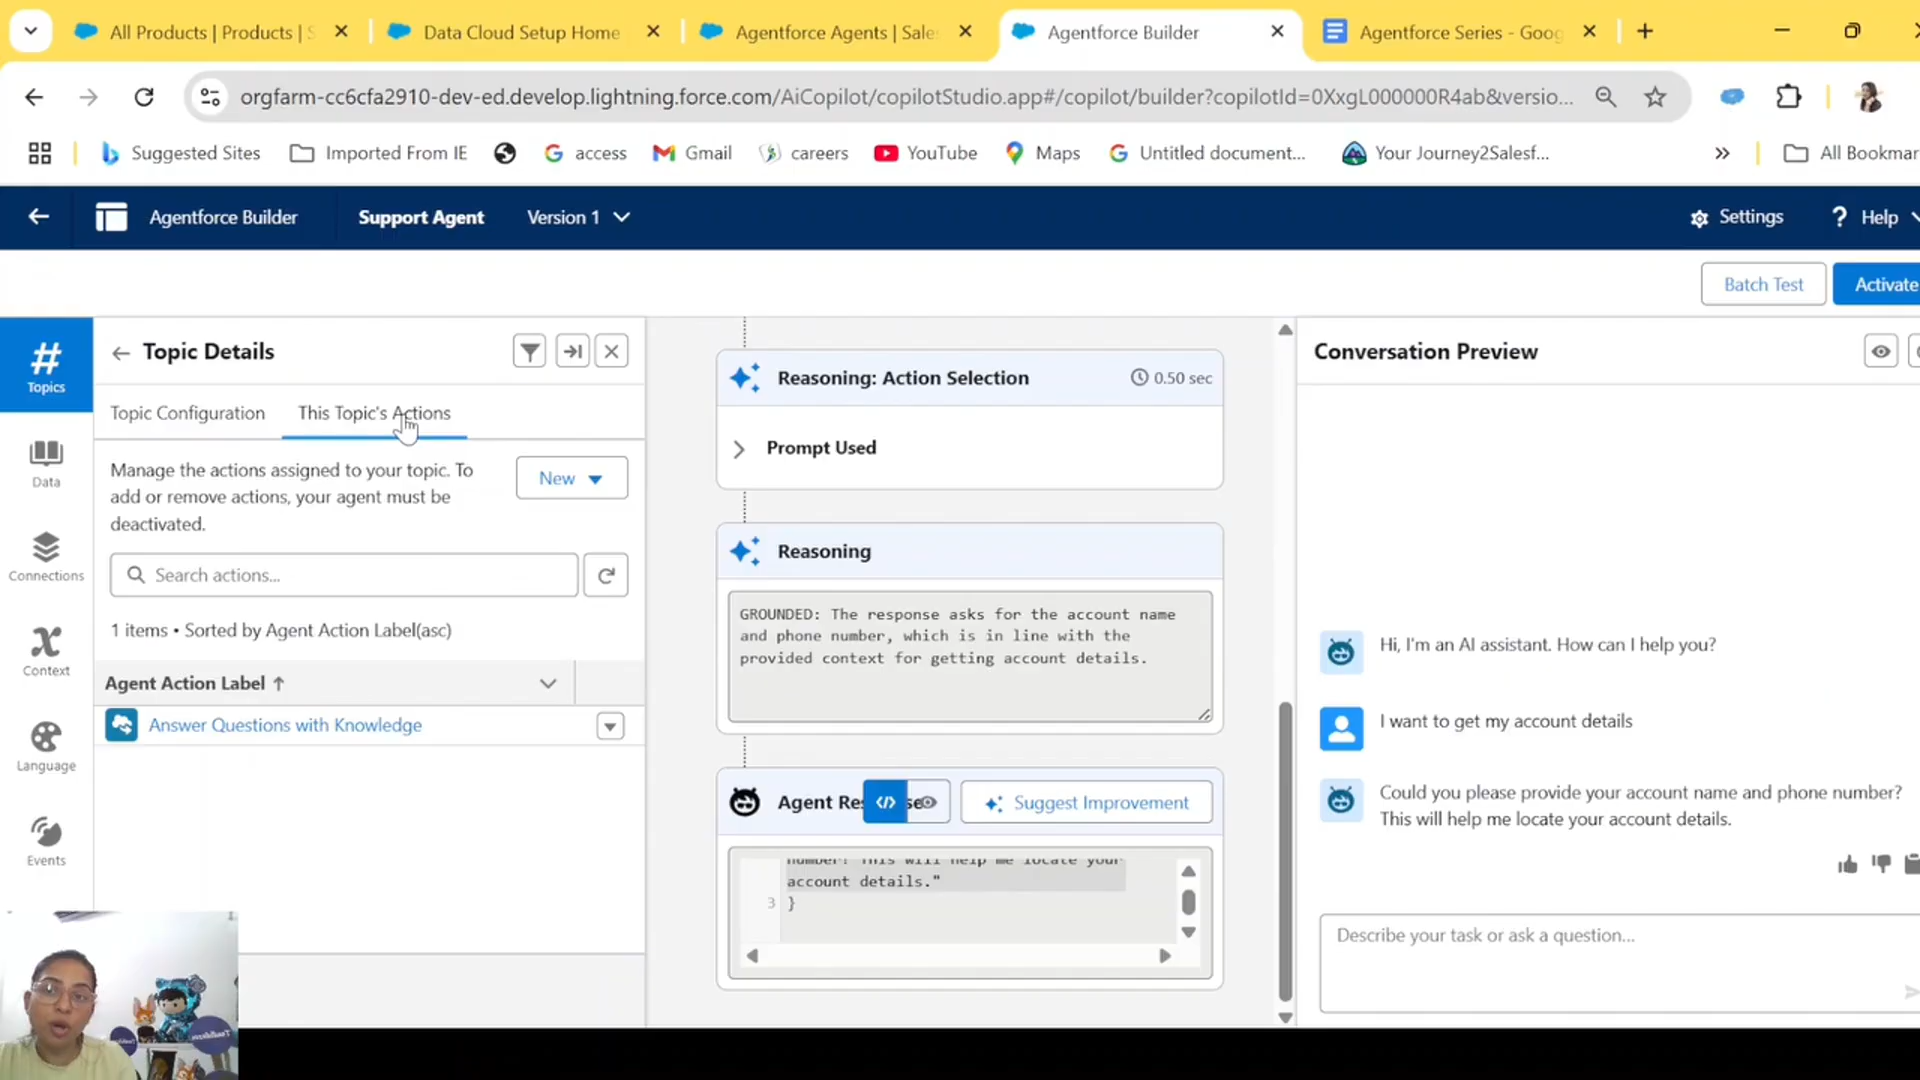 All Products | Products | S
Data Cloud Setup Home
Agentforce Agents | Sale
Agentforce Builder
Agentforce Series - Goog
orgfarm-cc6cfa2910-dev-ed.develop.lightning.force.com/AiCopilot/copilotStudio.app#/copilot/builder?copilotId=0XxgL000000R4ab&versio...
Suggested Sites
Imported From IE
access
Gmail
careers
YouTube
Maps
Untitled document...
Your Journey2Salesf...
All Bookmar
Agentforce Builder
Support Agent
Version 1
Settings
Help
Batch Test
Activate
Topics
Data
Connections
Context
Language
Events
Topic Details
Topic Configuration
This Topic's Actions
Manage the actions assigned to your topic. To
add or remove actions, your agent must be
deactivated.
New
Search actions...
1 items • Sorted by Agent Action Label(asc)
Agent Action Label ↑
Answer Questions with Knowledge
Reasoning: Action Selection
0.50 sec
Prompt Used
Reasoning
GROUNDED: The response asks for the account name
and phone number, which is in line with the
provided context for getting account details.
Agent Re
se
Suggest Improvement
number? This will help me locate your
account details."
3 }
Conversation Preview
Hi, I'm an AI assistant. How can I help you?
I want to get my account details
Could you please provide your account name and phone number?
This will help me locate your account details.
Describe your task or ask a question...